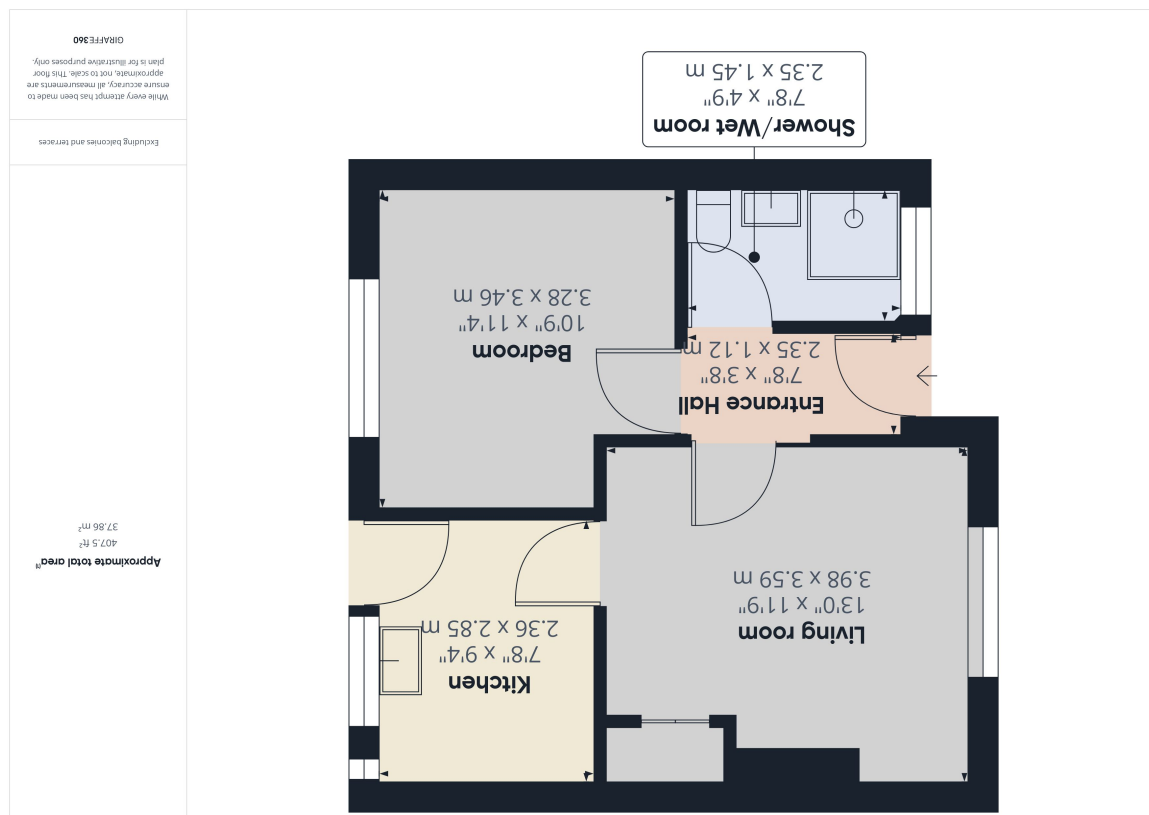 Kitchen
7'8" x 9'4"
2.36 x 2.85 m
Living room
13'0" x 11'9"
3.98 x 3.59 m
Entrance Hall
7'8" x 3'8"
2.35 x 1.12 m
Bedroom
10'9" x 11'4"
3.28 x 3.46 m
Shower/Wet room
7'8" x 4'9"
2.35 x 1.45 m
Approximate total area⁽¹⁾
407.5 ft²
37.86 m²
Excluding balconies and terraces
While every attempt has been made to
ensure accuracy, all measurements are
approximate, not to scale. This floor
plan is for illustrative purposes only.
GIRAFFE360